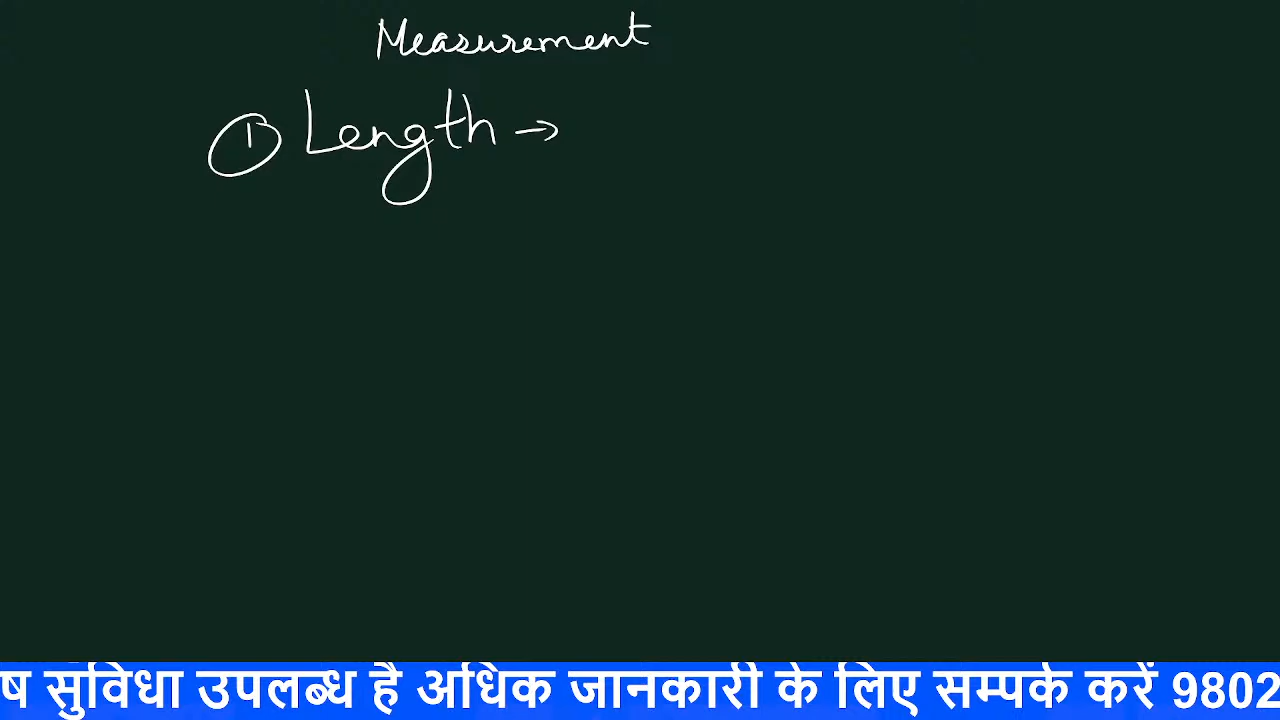 Measurement
① Length →
ष सुविधा उपलब्ध है अधिक जानकारी के लिए सम्पर्क करें 9802